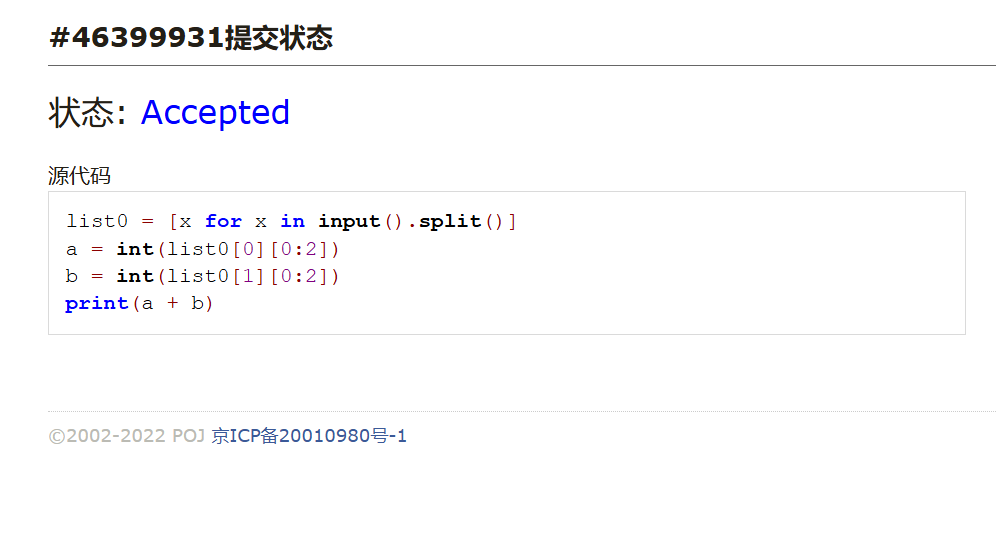 #46399931提交状态
状态: Accepted
源代码
list0 = [x for x in input().split()]
a = int(list0[0][0:2])
b = int(list0[1][0:2])
print(a + b)
©2002-2022 POJ 京ICP备20010980号-1